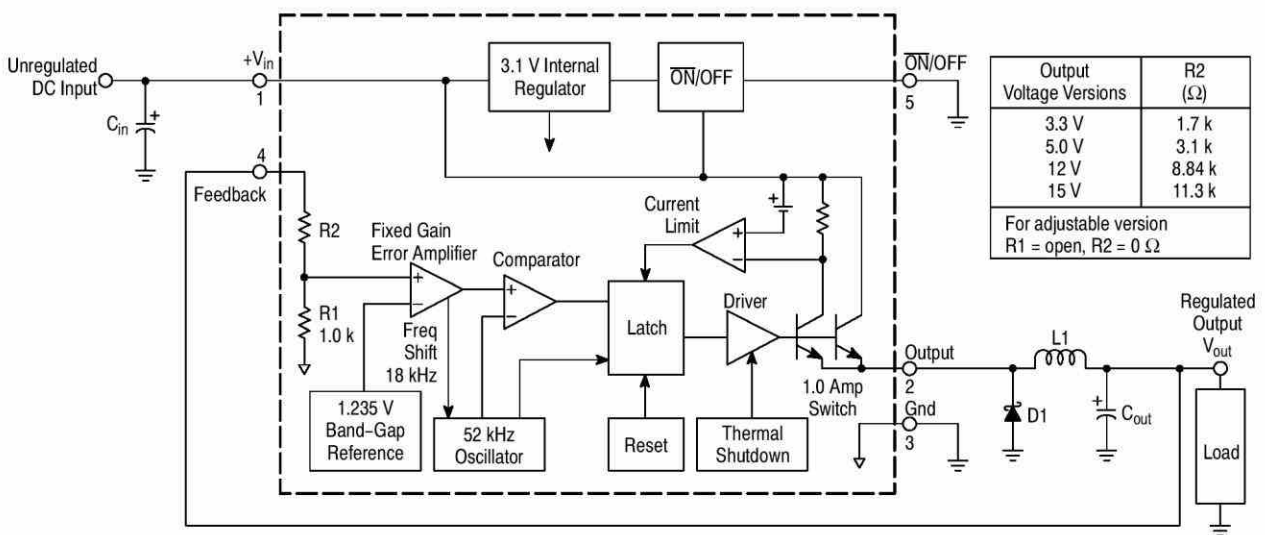 Unregulated
DC Input
Cin
+Vin
1
4
Feedback
3.1 V Internal
Regulator
ON/OFF
ON/OFF
5
R2
R1
1.0 k
Fixed Gain
Error Amplifier
Freq
Shift
18 kHz
Comparator
Current
Limit
Latch
Driver
1.0 Amp
Switch
1.235 V
Band-Gap
Reference
52 kHz
Oscillator
Reset
Thermal
Shutdown
Output
2
Gnd
3
L1
D1
Cout
Regulated
Output
Vout
Load
Output
Voltage Versions
R2
(Ω)
3.3 V 1.7 k
5.0 V 3.1 k
12 V 8.84 k
15 V 11.3 k
For adjustable version
R1 = open, R2 = 0 Ω